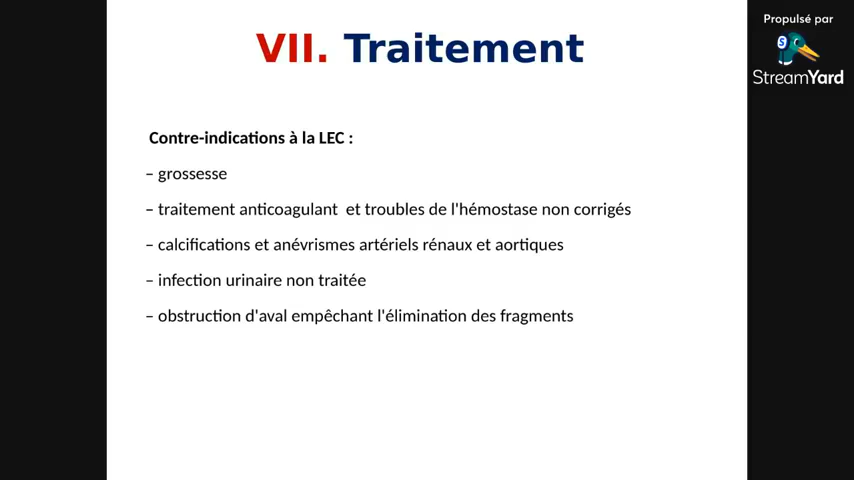 VII. Traitement
Propulsé par
StreamYard
Contre-indications à la LEC :
– grossesse
– traitement anticoagulant et troubles de l'hémostase non corrigés
– calcifications et anévrismes artériels rénaux et aortiques
– infection urinaire non traitée
– obstruction d'aval empêchant l'élimination des fragments